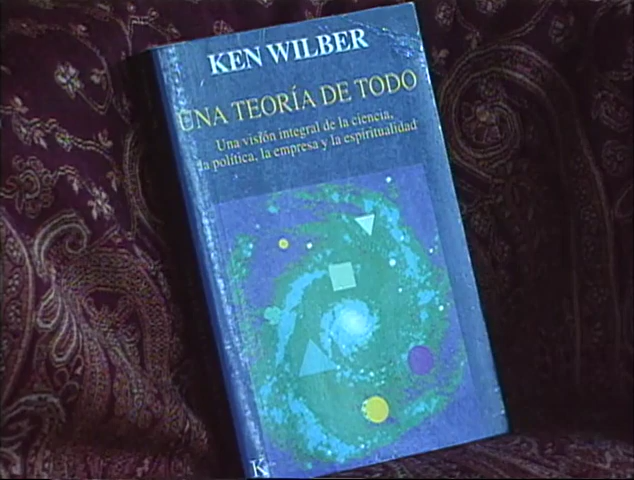 KEN WILBER
UNA TEORÍA DE TODO
Una visión integral de la ciencia,
la política, la empresa y la espiritualidad
K